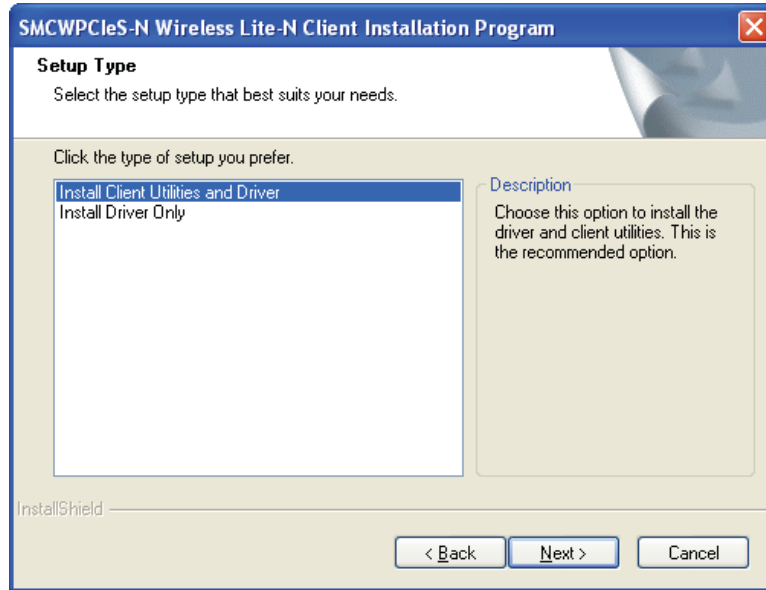 SMCWPCIeS-N Wireless Lite-N Client Installation Program
Setup Type
Select the setup type that best suits your needs.
Click the type of setup you prefer.
Install Client Utilities and Driver
Install Driver Only
Description
Choose this option to install the
driver and client utilities. This is
the recommended option.
InstallShield
< Back
Next >
Cancel